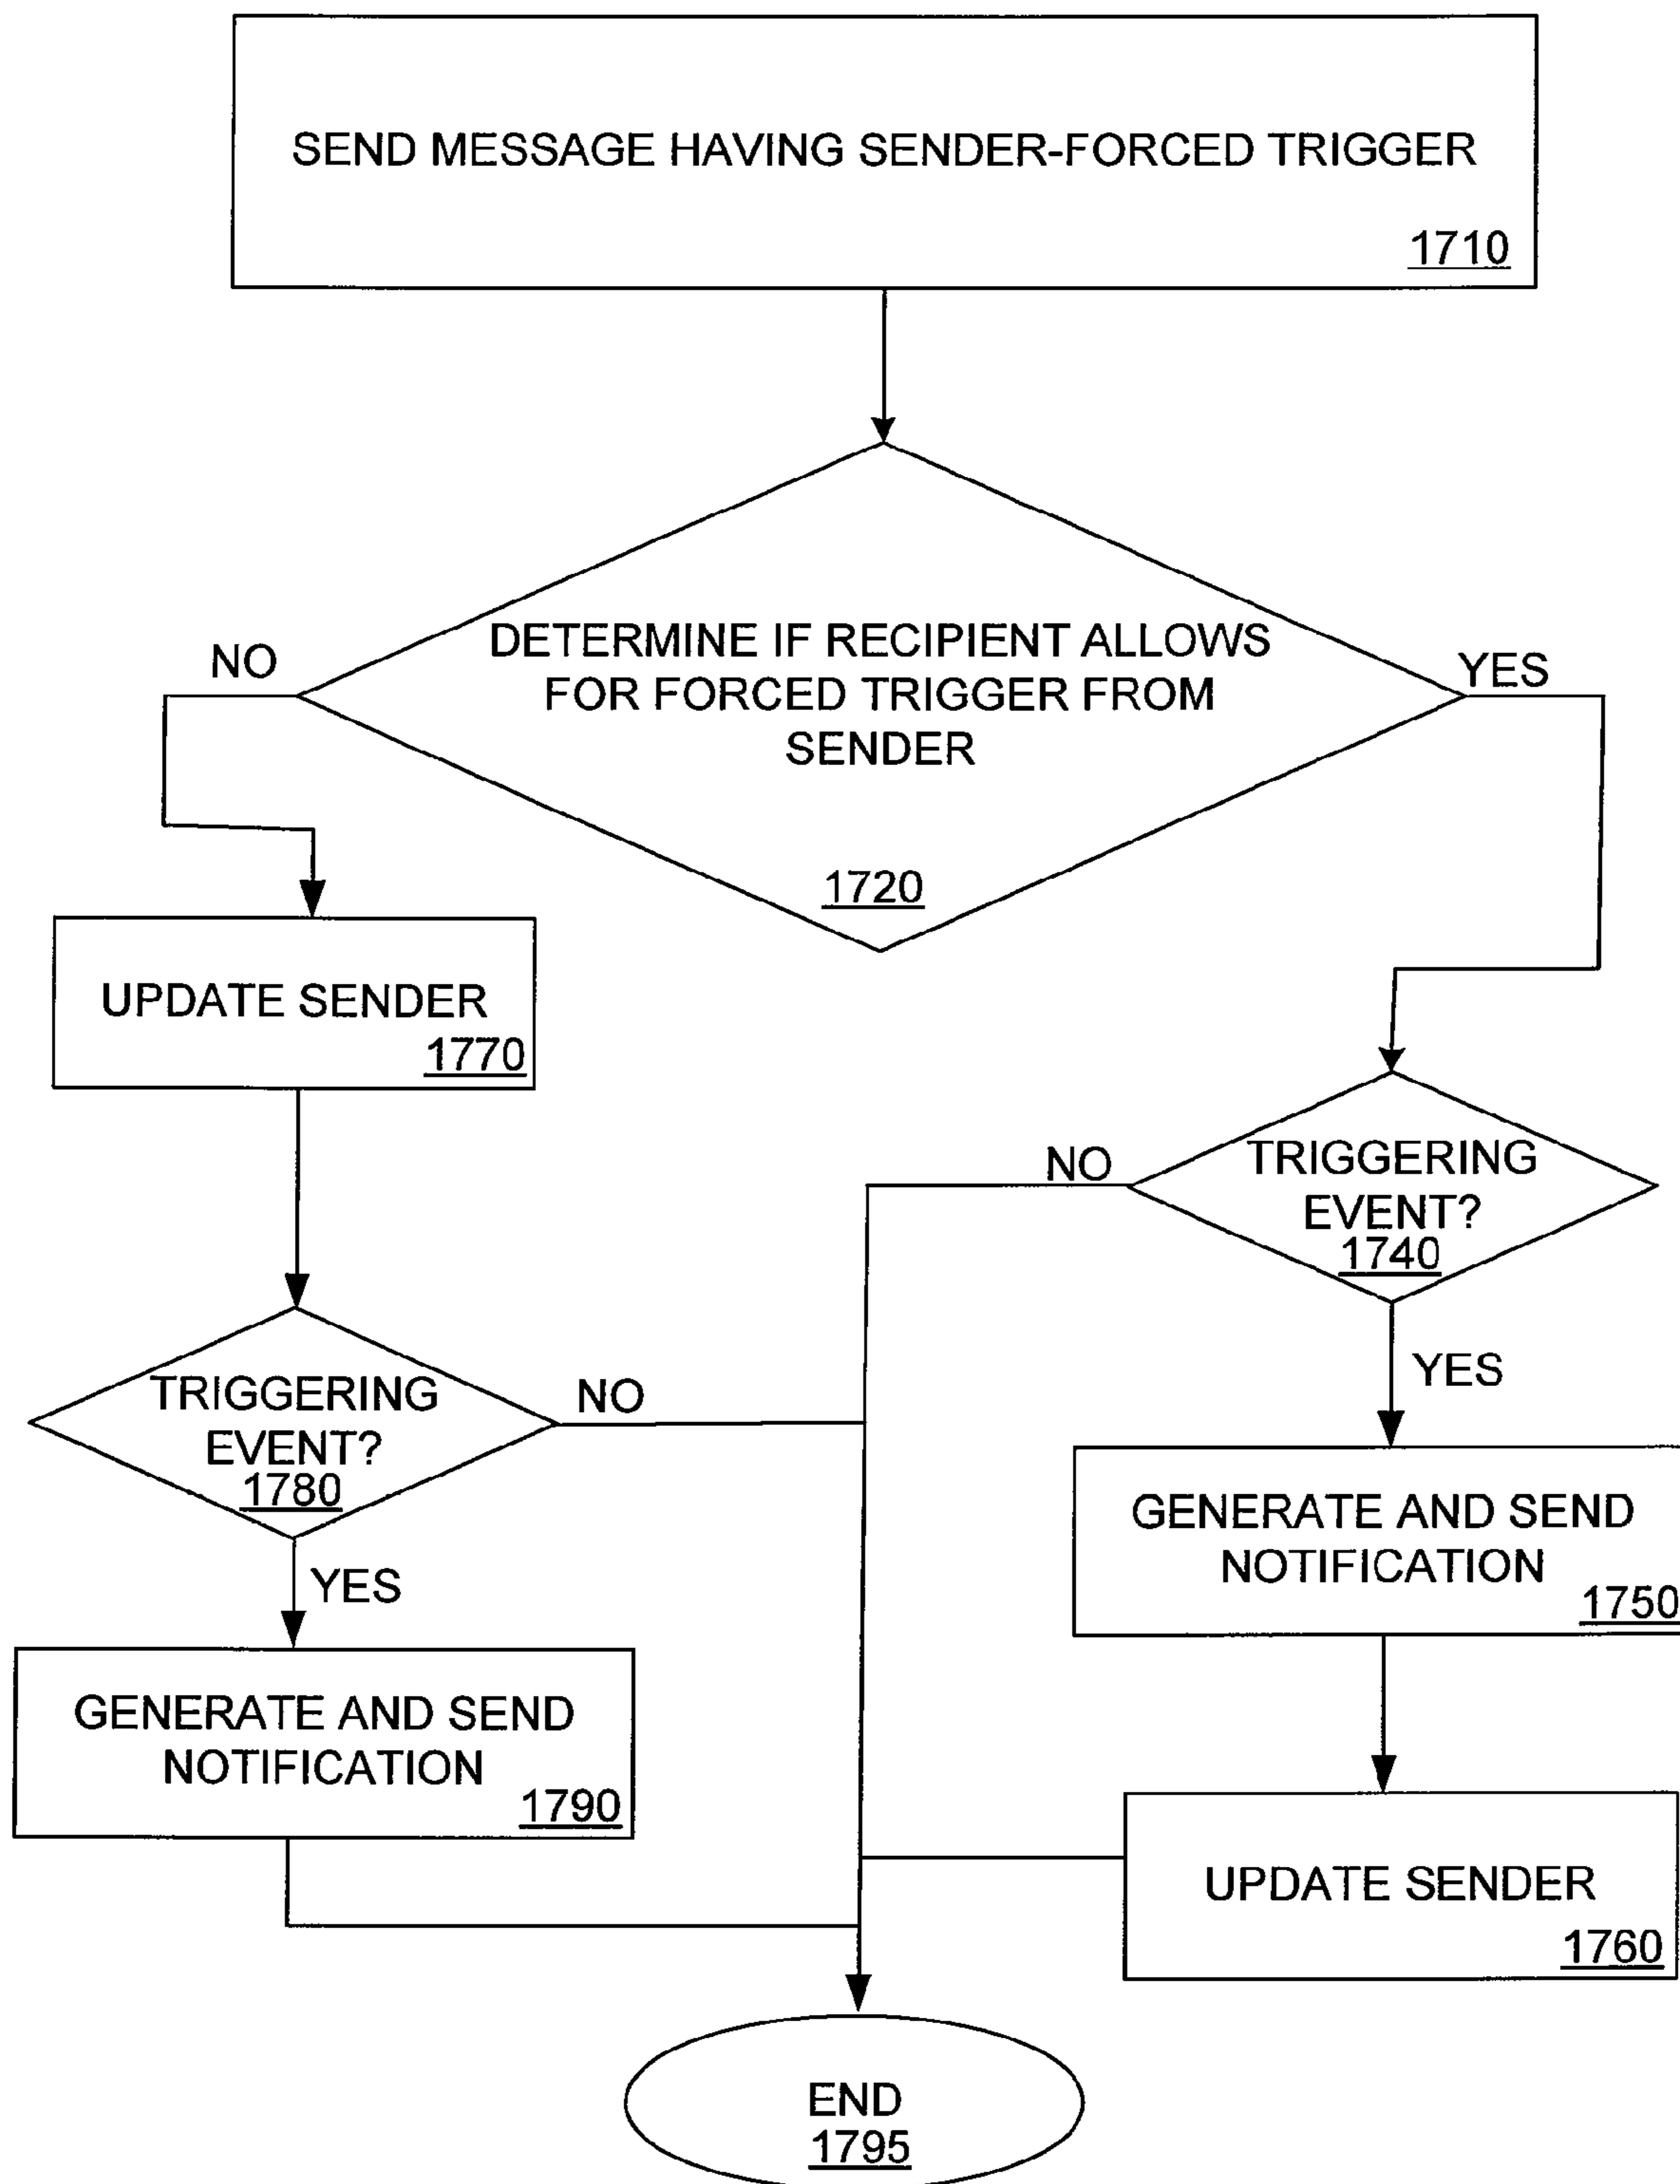 SEND MESSAGE HAVING SENDER-FORCED TRIGGER
1710
DETERMINE IF RECIPIENT ALLOWS
FOR FORCED TRIGGER FROM
SENDER
1720
NO
YES
UPDATE SENDER
1770
TRIGGERING
EVENT?
1740
NO
YES
TRIGGERING
EVENT?
1780
NO
YES
GENERATE AND SEND
NOTIFICATION
1750
GENERATE AND SEND
NOTIFICATION
1790
UPDATE SENDER
1760
END
1795